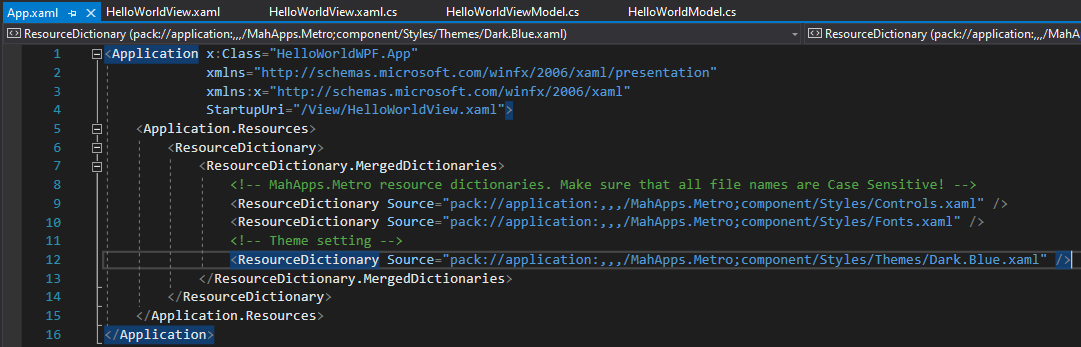 App.xaml HelloWorldView.xaml HelloWorldView.xaml.cs HelloWorldViewModel.cs HelloWorldModel.cs
ResourceDictionary (pack://application:,,,/MahApps.Metro;component/Styles/Themes/Dark.Blue.xaml) ResourceDictionary (pack://application:,,,/MahA
1 <Application x:Class="HelloWorldWPF.App"
2 xmlns="http://schemas.microsoft.com/winfx/2006/xaml/presentation"
3 xmlns:x="http://schemas.microsoft.com/winfx/2006/xaml"
4 StartupUri="/View/HelloWorldView.xaml">
5 <Application.Resources>
6 <ResourceDictionary>
7 <ResourceDictionary.MergedDictionaries>
8 <!-- MahApps.Metro resource dictionaries. Make sure that all file names are Case Sensitive! -->
9 <ResourceDictionary Source="pack://application:,,,/MahApps.Metro;component/Styles/Controls.xaml" />
10 <ResourceDictionary Source="pack://application:,,,/MahApps.Metro;component/Styles/Fonts.xaml" />
11 <!-- Theme setting -->
12 <ResourceDictionary Source="pack://application:,,,/MahApps.Metro;component/Styles/Themes/Dark.Blue.xaml" />
13 </ResourceDictionary.MergedDictionaries>
14 </ResourceDictionary>
15 </Application.Resources>
16 </Application>